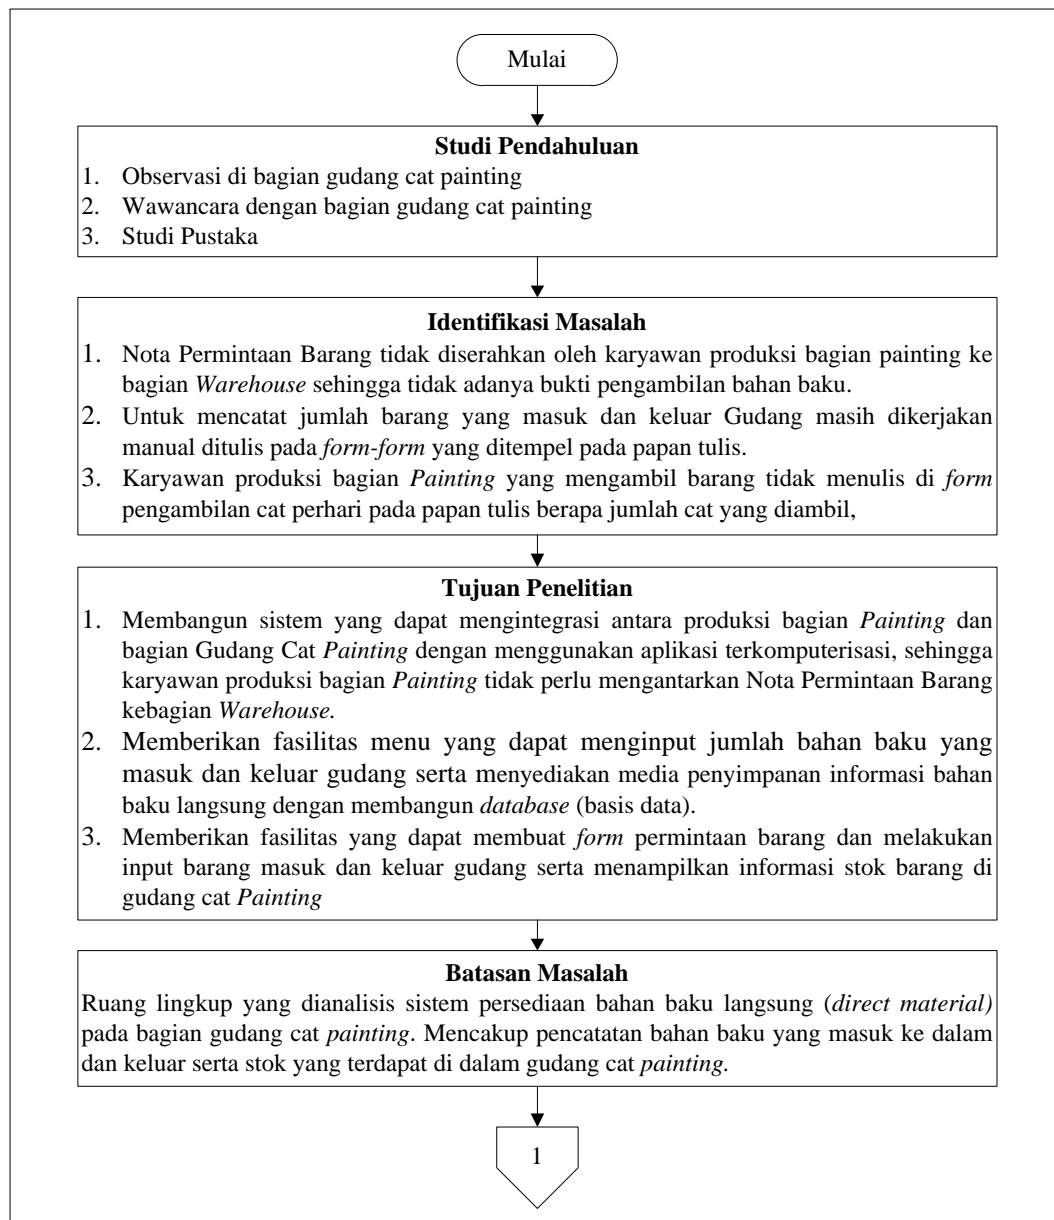 Mulai
Studi Pendahuluan
1. Observasi di bagian gudang cat painting
2. Wawancara dengan bagian gudang cat painting
3. Studi Pustaka
Identifikasi Masalah
1. Nota Permintaan Barang tidak diserahkan oleh karyawan produksi bagian painting ke
bagian Warehouse sehingga tidak adanya bukti pengambilan bahan baku.
2. Untuk mencatat jumlah barang yang masuk dan keluar Gudang masih dikerjakan
manual ditulis pada form-form yang ditempel pada papan tulis.
3. Karyawan produksi bagian Painting yang mengambil barang tidak menulis di form
pengambilan cat perhari pada papan tulis berapa jumlah cat yang diambil,
Tujuan Penelitian
1. Membangun sistem yang dapat mengintegrasi antara produksi bagian Painting dan
bagian Gudang Cat Painting dengan menggunakan aplikasi terkomputerisasi, sehingga
karyawan produksi bagian Painting tidak perlu mengantarkan Nota Permintaan Barang
kebagian Warehouse.
2. Memberikan fasilitas menu yang dapat menginput jumlah bahan baku yang
masuk dan keluar gudang serta menyediakan media penyimpanan informasi bahan
baku langsung dengan membangun database (basis data).
3. Memberikan fasilitas yang dapat membuat form permintaan barang dan melakukan
input barang masuk dan keluar gudang serta menampilkan informasi stok barang di
gudang cat Painting
Batasan Masalah
Ruang lingkup yang dianalisis sistem persediaan bahan baku langsung (direct material)
pada bagian gudang cat painting. Mencakup pencatatan bahan baku yang masuk ke dalam
dan keluar serta stok yang terdapat di dalam gudang cat painting.
1